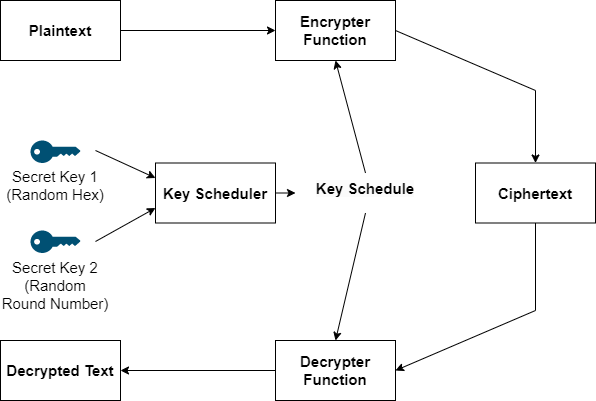 Plaintext
Encrypter
Function
Secret Key 1
(Random Hex)
Key Scheduler
Key Schedule
Ciphertext
Secret Key 2
(Random
Round Number)
Decrypted Text
Decrypter
Function